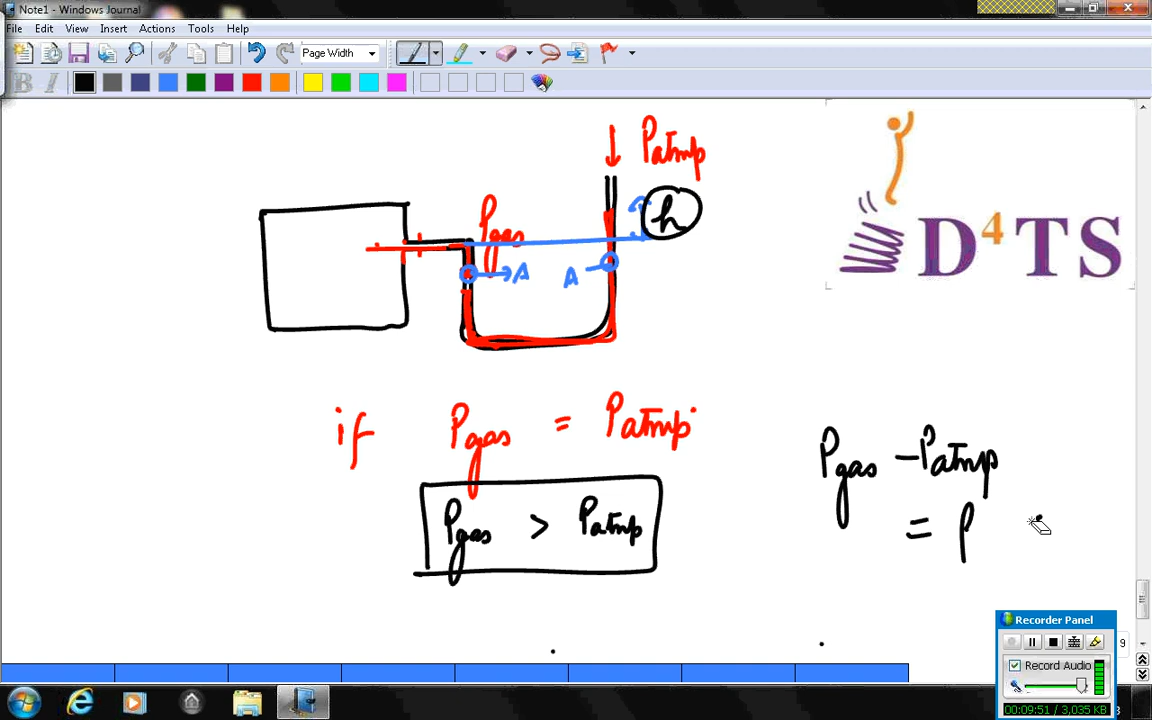 Note1 - Windows Journal
File Edit View Insert Actions Tools Help
Page Width
B I
Patmp
h
Pgas
A A
D4TS
if Pgas = Patmp
Pgas > Patmp
Pgas - Patmp
= P
Recorder Panel
9
Record Audio
00:09:51 / 3,035 KB